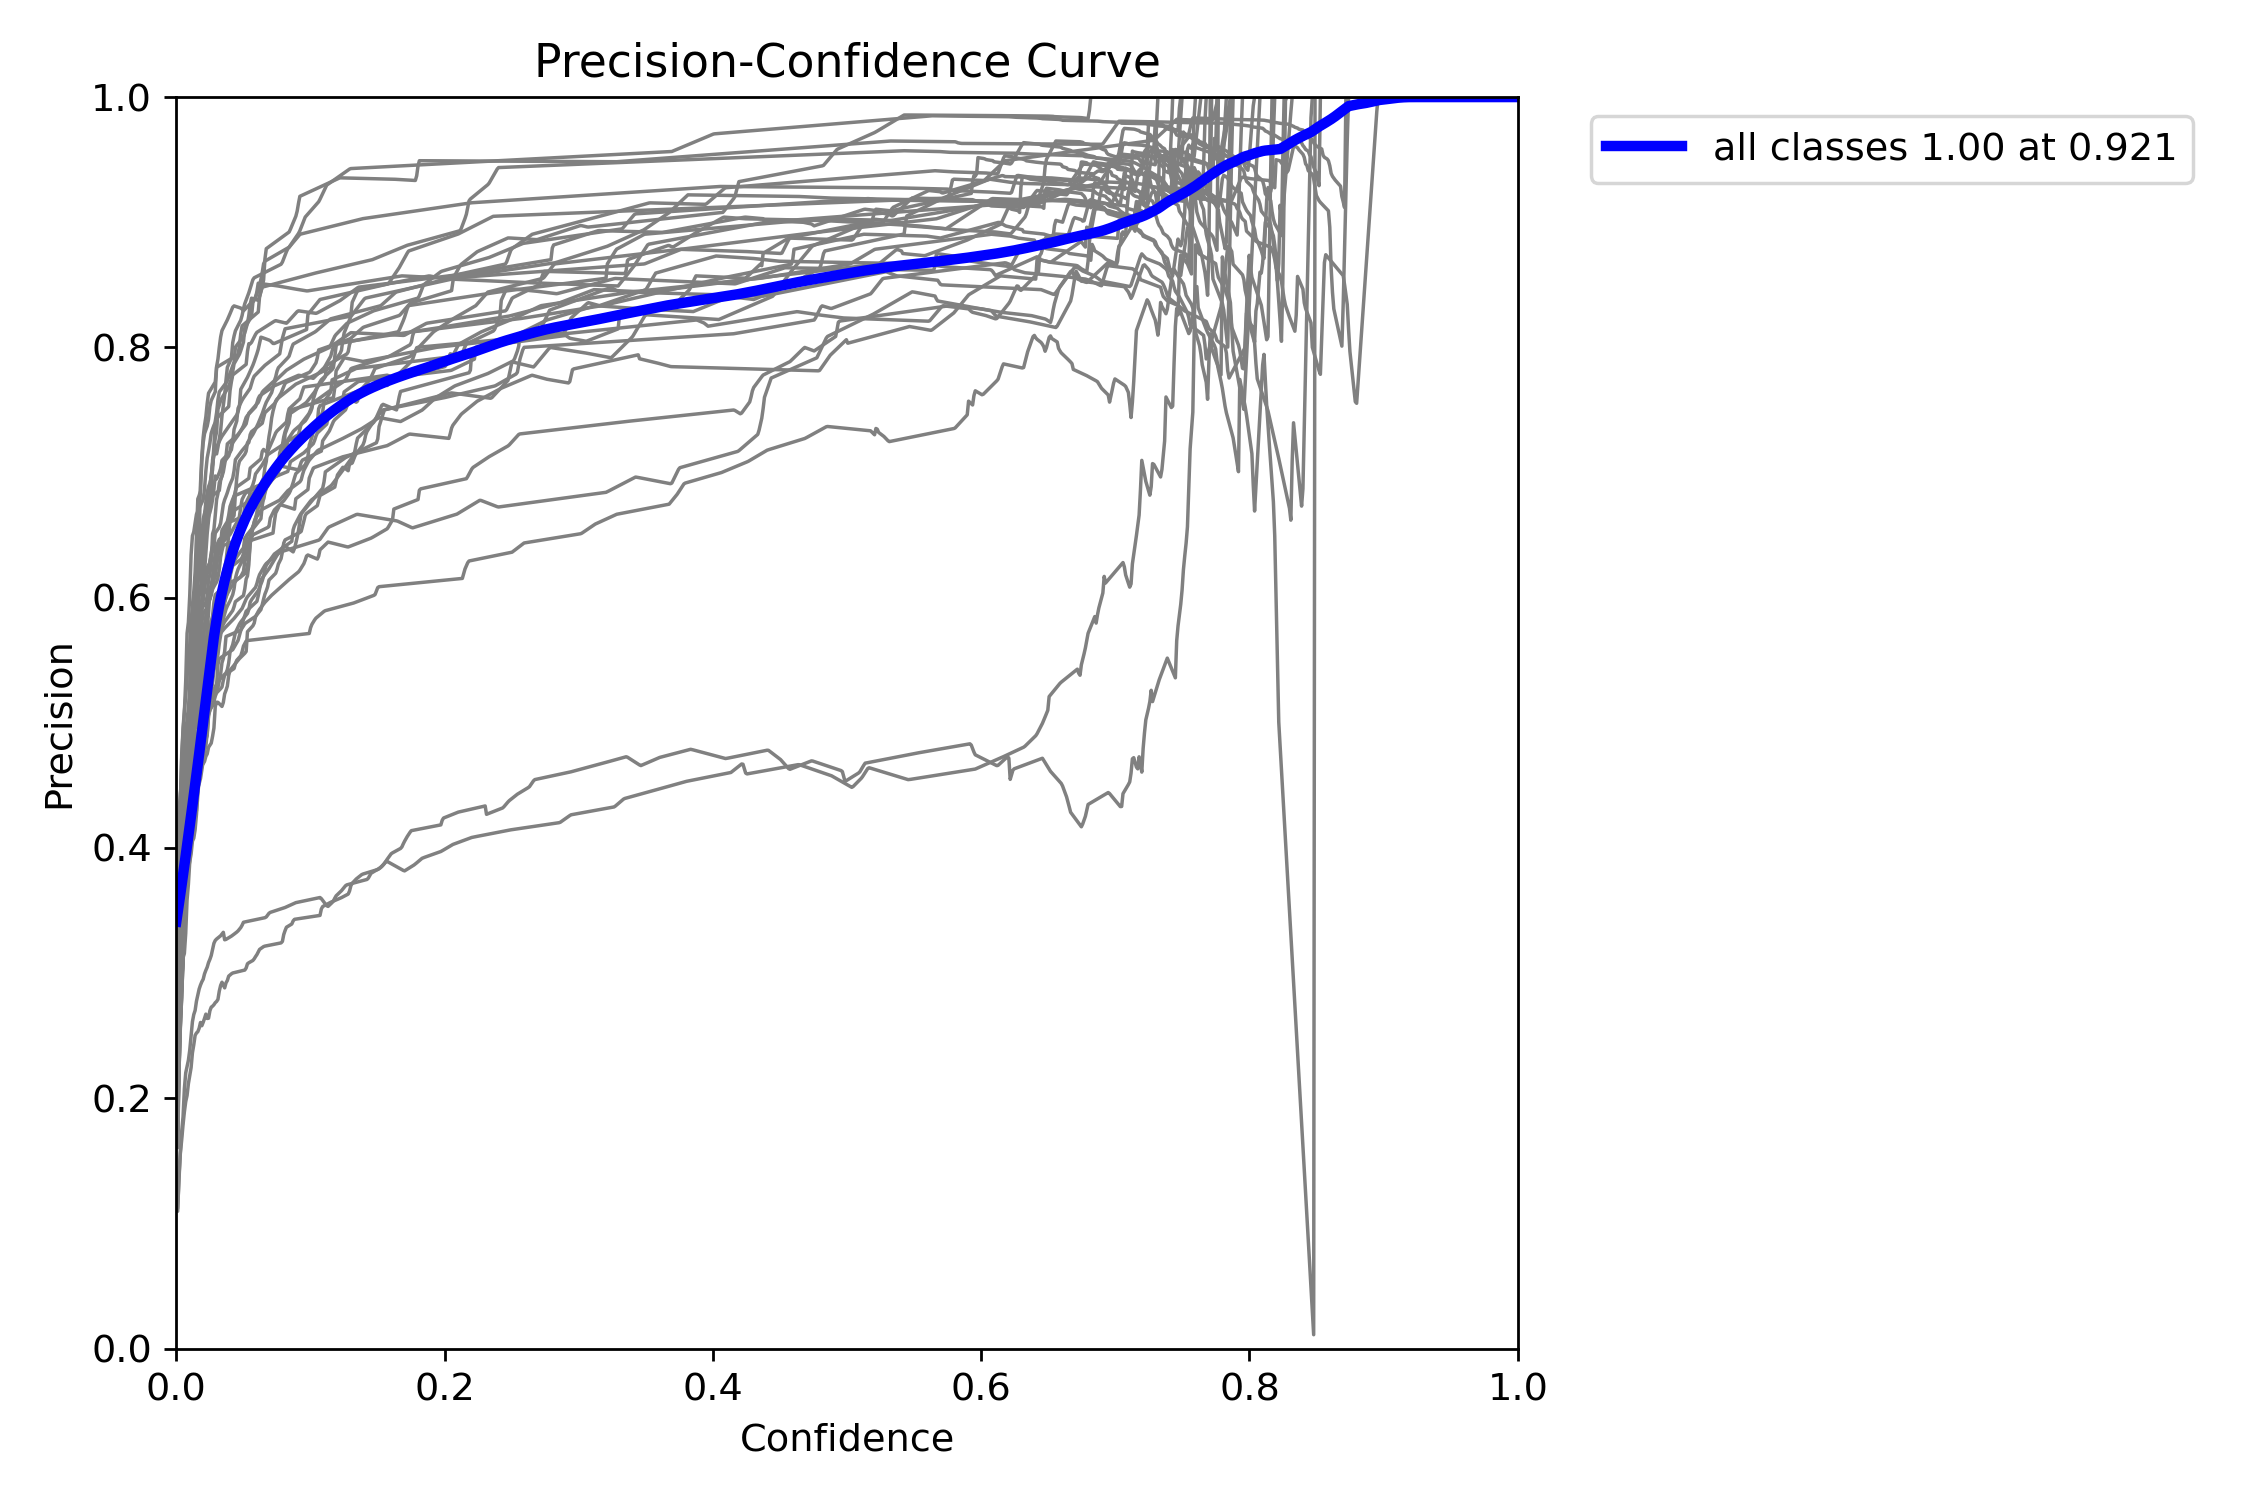 Precision-Confidence Curve
1.0
0.8
0.6
0.4
0.2
0.0
Precision
0.0 0.2 0.4 0.6 0.8 1.0
Confidence
all classes 1.00 at 0.921